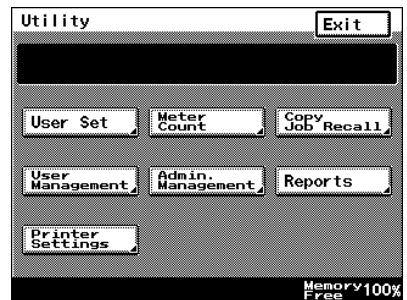 Utility
Exit
User Set
Meter
Count
Copy
Job Recall
User
Management
Admin.
Management
Reports
Printer
Settings
Memory
Free
100%